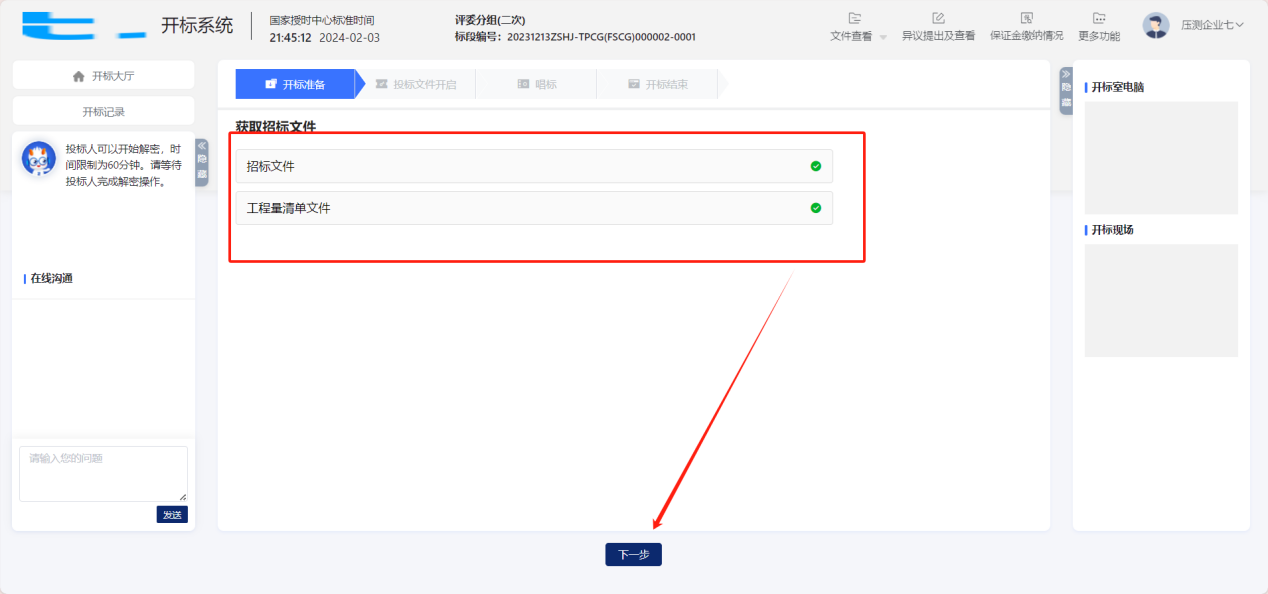 开标系统
国家授时中心标准时间
21:45:12 2024-02-03
评委分组(二次)
标段编号：20231213ZSHJ-TPCG(FSCG)000002-0001
文件查看
异议提出及查看
保证金缴纳情况
更多功能
压测企业七
开标大厅
开标记录
投标人可以开始解密，时
间限制为60分钟。请等待
投标人完成解密操作。
隐
藏
在线沟通
请输入您的问题
发送
开标准备
投标文件开启
唱标
开标结束
获取招标文件
招标文件
工程量清单文件
下一步
隐
藏
开标室电脑
开标现场